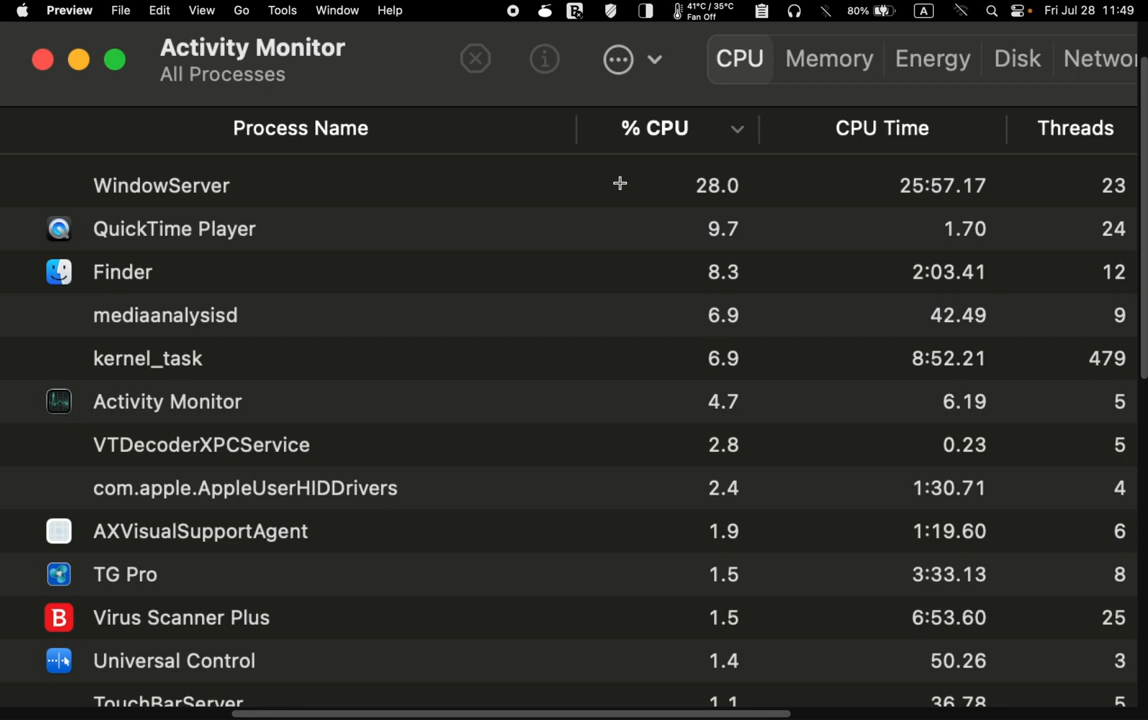 Preview File Edit View Go Tools Window Help 41°C / 35°C Fan Off 80% A Fri Jul 28 11:49
Activity Monitor
All Processes
CPU Memory Energy Disk Networ
Process Name % CPU CPU Time Threads
WindowServer 28.0 25:57.17 23
QuickTime Player 9.7 1.70 24
Finder 8.3 2:03.41 12
mediaanalysisd 6.9 42.49 9
kernel_task 6.9 8:52.21 479
Activity Monitor 4.7 6.19 5
VTDecoderXPCService 2.8 0.23 5
com.apple.AppleUserHIDDrivers 2.4 1:30.71 4
AXVisualSupportAgent 1.9 1:19.60 6
TG Pro 1.5 3:33.13 8
B Virus Scanner Plus 1.5 6:53.60 25
Universal Control 1.4 50.26 3
TouchBarServer 1.1 36.78 5